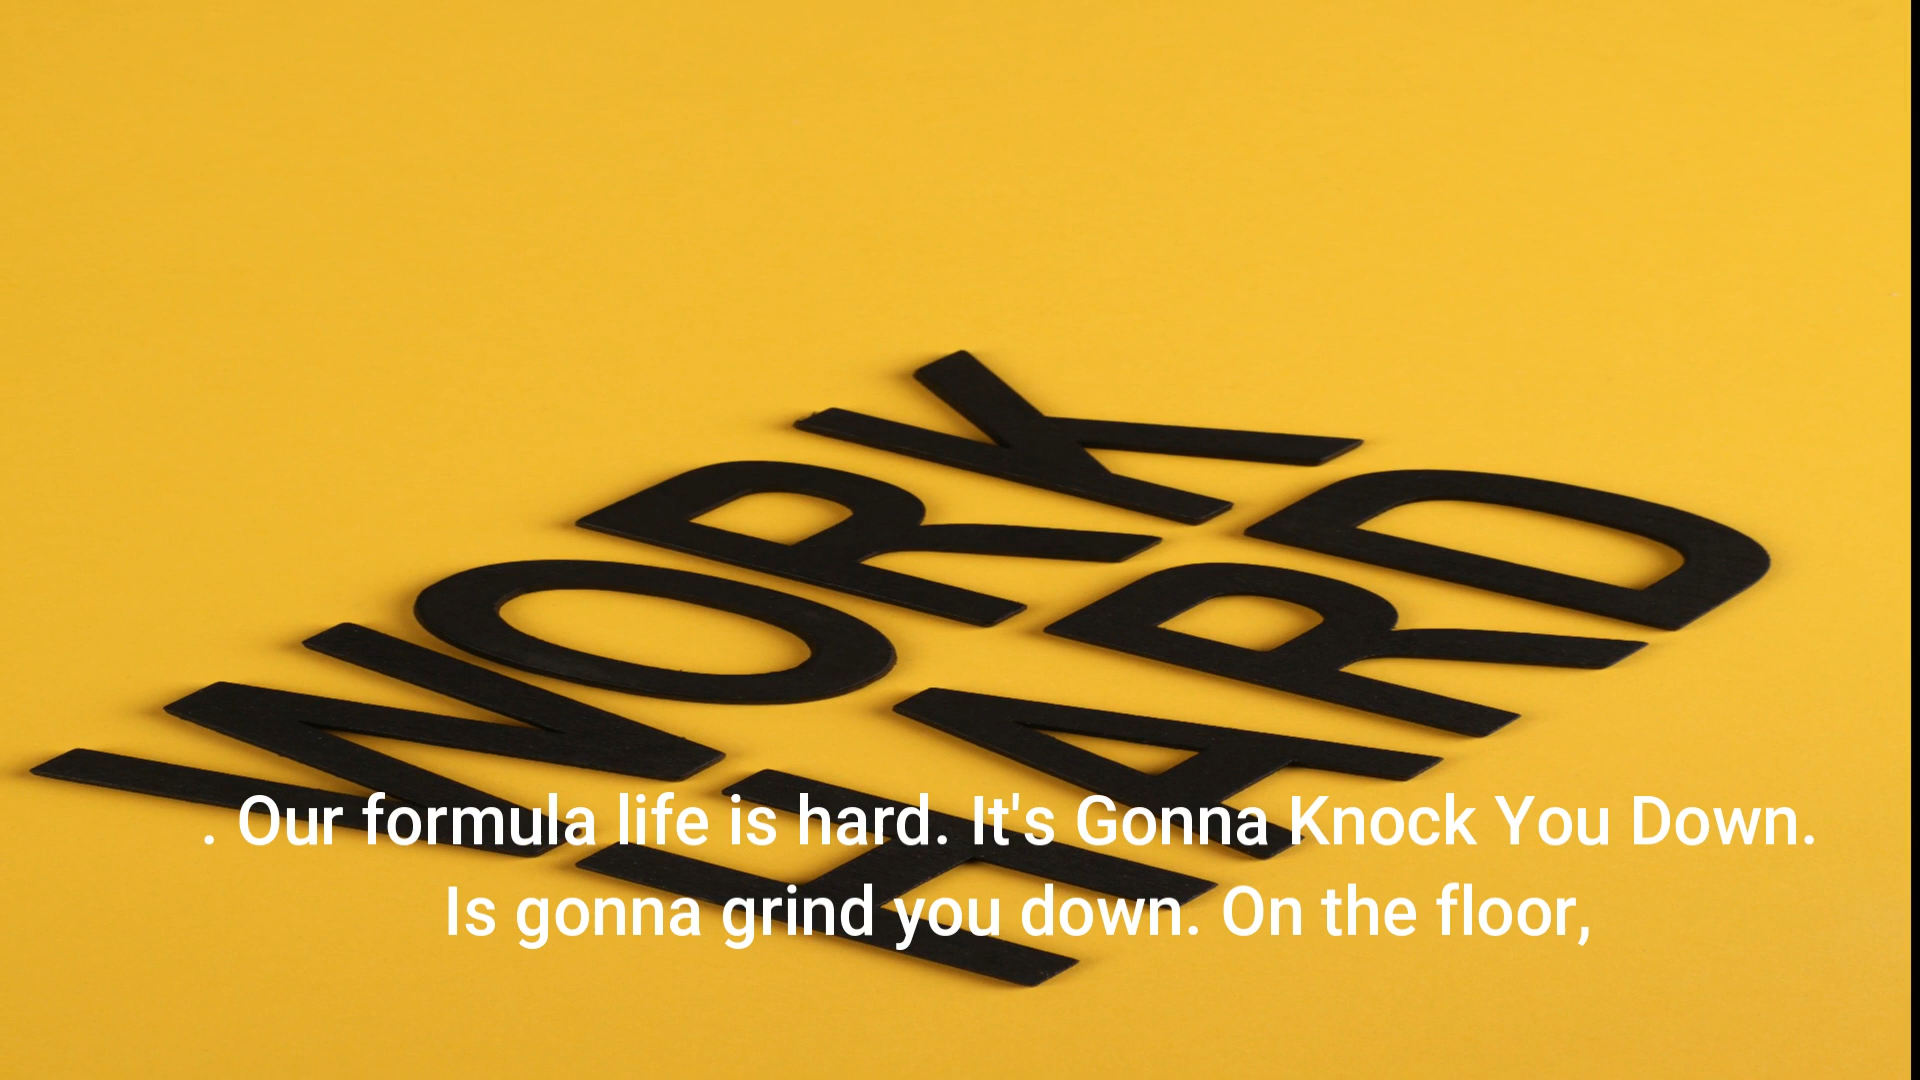 WORK
HARD
. Our formula life is hard. It's Gonna Knock You Down.
Is gonna grind you down. On the floor,